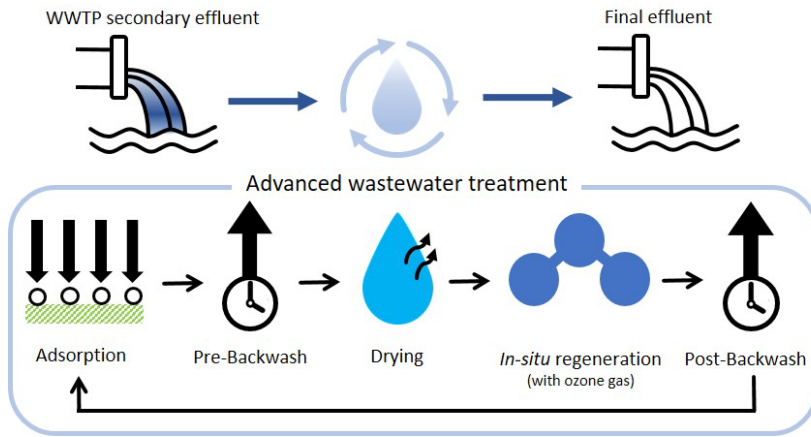 WWTP secondary effluent
Final effluent
Advanced wastewater treatment
Adsorption
Pre-Backwash
Drying
In-situ regeneration
(with ozone gas)
Post-Backwash